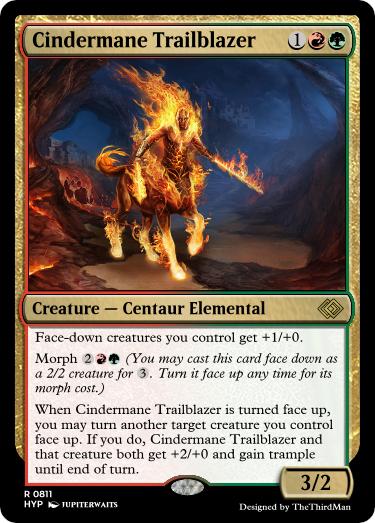 Cindermane Trailblazer 1
Creature — Centaur Elemental
Face-down creatures you control get +1/+0.
Morph 2 (You may cast this card face down as
a 2/2 creature for 3. Turn it face up any time for its
morph cost.)
When Cindermane Trailblazer is turned face up,
you may turn another target creature you control
face up. If you do, Cindermane Trailblazer and
that creature both get +2/+0 and gain trample
until end of turn.
3/2
R 0811
HYP JUPITERWAITS
Designed by TheThirdMan